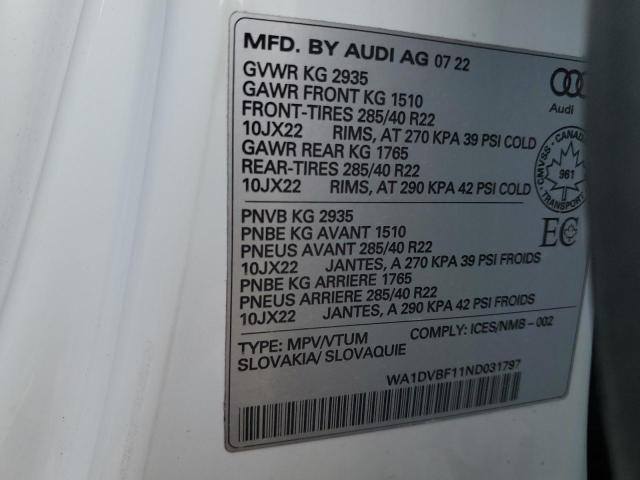 MFD. BY AUDI AG 07 22
GVWR KG 2935
GAWR FRONT KG 1510
FRONT-TIRES 285/40 R22
10JX22 RIMS, AT 270 KPA 39 PSI COLD
GAWR REAR KG 1765
REAR-TIRES 285/40 R22
10JX22 RIMS, AT 290 KPA 42 PSI COLD
Audi
CMVSS - CANADA
961
TRANSPORT
EC
PNVB KG 2935
PNBE KG AVANT 1510
PNEUS AVANT 285/40 R22
10JX22 JANTES, A 270 KPA 39 PSI FROIDS
PNBE KG ARRIERE 1765
PNEUS ARRIERE 285/40 R22
10JX22 JANTES, A 290 KPA 42 PSI FROIDS
TYPE: MPV/VTUM COMPLY: ICES/NMB - 002
SLOVAKIA/ SLOVAQUIE
WA1DVBF11ND031797